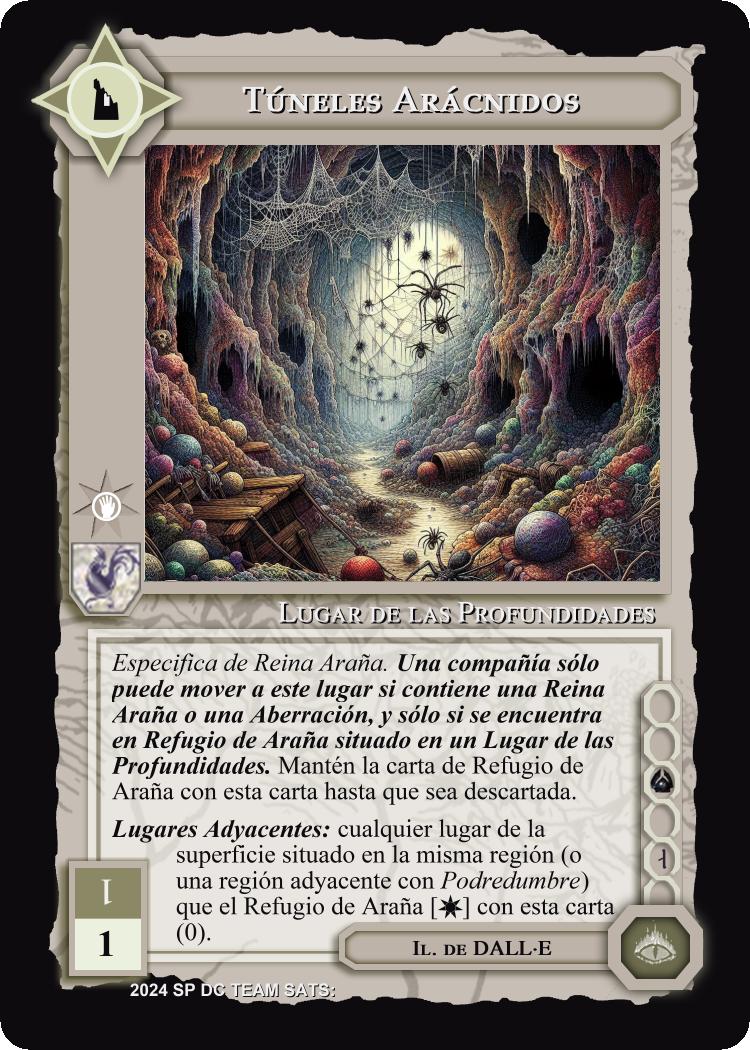 Túneles Arácnidos
Lugar de las Profundidades
Especifica de Reina Araña. Una compañía sólo
puede mover a este lugar si contiene una Reina
Araña o una Aberración, y sólo si se encuentra
en Refugio de Araña situado en un Lugar de las
Profundidades. Mantén la carta de Refugio de
Araña con esta carta hasta que sea descartada.
Lugares Adyacentes: cualquier lugar de la
superficie situado en la misma región (o
una región adyacente con Podredumbre)
que el Refugio de Araña [✷] con esta carta
(0).
1
Il. de DALL·E
2024 SP DC TEAM SATS: